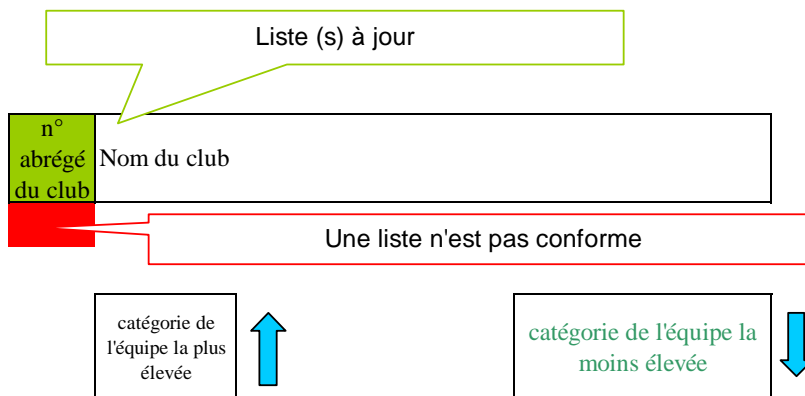 Liste (s) à jour
n°
abrégé
du club
Nom du club
Une liste n'est pas conforme
catégorie de
l'équipe la plus
élevée
catégorie de l'équipe la
moins élevée